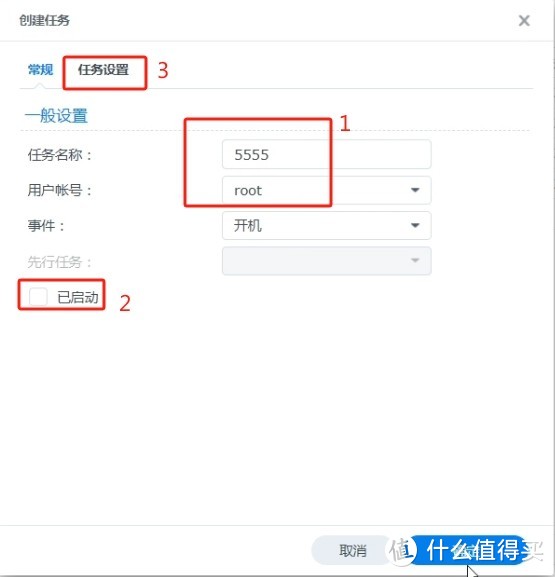 创建任务
常规 任务设置 3
一般设置
1
任务名称： 5555
用户帐号： root
事件： 开机
先行任务：
已启动 2
取消
值 什么值得买